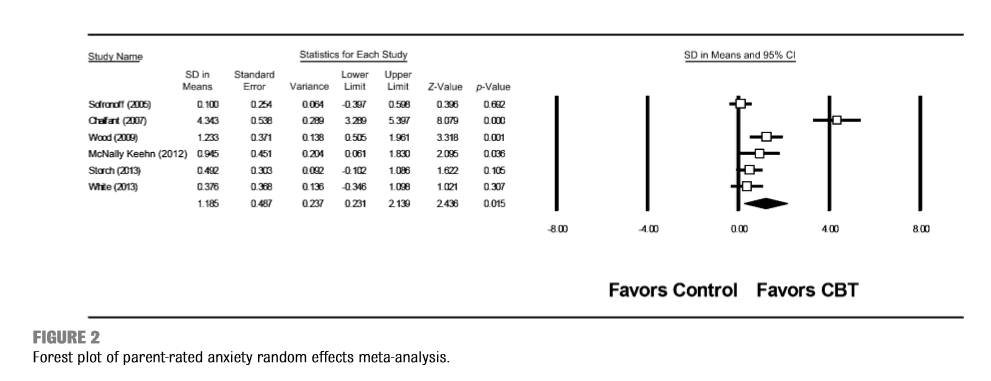 Study Name Statistics for Each Study SD in Means and 95% CI
SD in Standard Lower Upper
Means Error Variance Limit Limit Z-Value p-Value
Sofronoff (2005) 0.100 0.254 0.064 -0.397 0.598 0.396 0.692
Chalfant (2007) 4.343 0.538 0.289 3.289 5.397 8.079 0.000
Wood (2009) 1.233 0.371 0.138 0.505 1.961 3.318 0.001
McNally Keehn (2012) 0.945 0.451 0.204 0.061 1.830 2.095 0.036
Storch (2013) 0.492 0.303 0.092 -0.102 1.086 1.622 0.105
White (2013) 0.376 0.368 0.136 -0.346 1.098 1.021 0.307
1.185 0.487 0.237 0.231 2.139 2.436 0.015
-8.00 -4.00 0.00 4.00 8.00
Favors Control Favors CBT
FIGURE 2
Forest plot of parent-rated anxiety random effects meta-analysis.